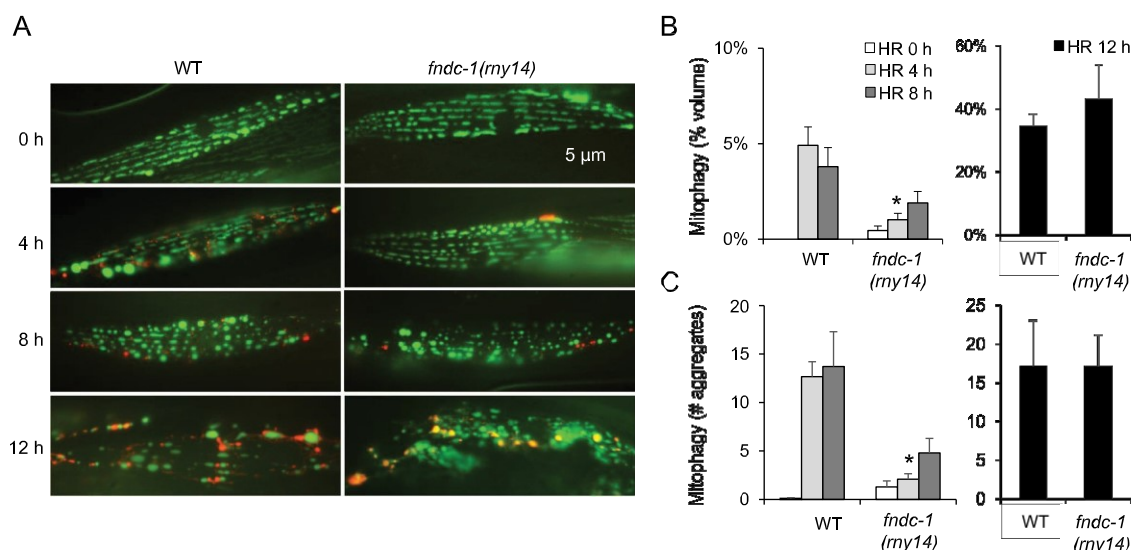 A
WT
fndc-1(rny14)
0 h
5 µm
4 h
8 h
12 h
B
Mitophagy (% volume)
10%
5%
0%
HR 0 h
HR 4 h
HR 8 h
*
WT
fndc-1
(rny14)
60%
40%
20%
0%
HR 12 h
WT
fndc-1
(rny14)
C
Mitophagy (# aggregates)
20
15
10
5
0
*
WT
fndc-1
(rny14)
25
20
15
10
5
0
WT
fndc-1
(rny14)